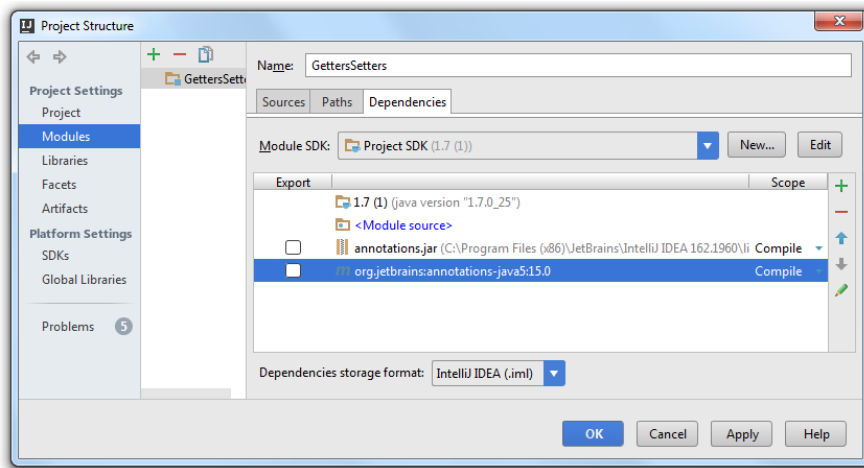 Project Structure
Project Settings
Project
Modules
Libraries
Facets
Artifacts
Platform Settings
SDKs
Global Libraries
Problems 5
Name: GettersSetters
Sources Paths Dependencies
Module SDK: Project SDK (1.7 (1)) New... Edit
Export Scope
1.7 (1) (java version "1.7.0_25")
<Module source>
annotations.jar (C:\Program Files (x86)\JetBrains\IntelliJ IDEA 162.1960\li Compile
org.jetbrains:annotations-java5:15.0 Compile
Dependencies storage format: IntelliJ IDEA (.iml)
OK Cancel Apply Help